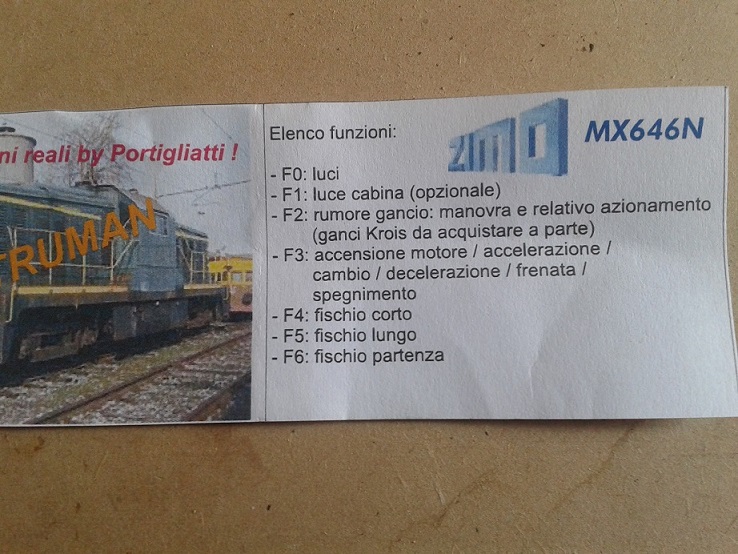 ni reali by Portigliatti !
TRUMAN
Elenco funzioni:
ZIMO MX646N
- F0: luci
- F1: luce cabina (opzionale)
- F2: rumore gancio: manovra e relativo azionamento
(ganci Krois da acquistare a parte)
- F3: accensione motore / accelerazione /
cambio / decelerazione / frenata /
spegnimento
- F4: fischio corto
- F5: fischio lungo
- F6: fischio partenza